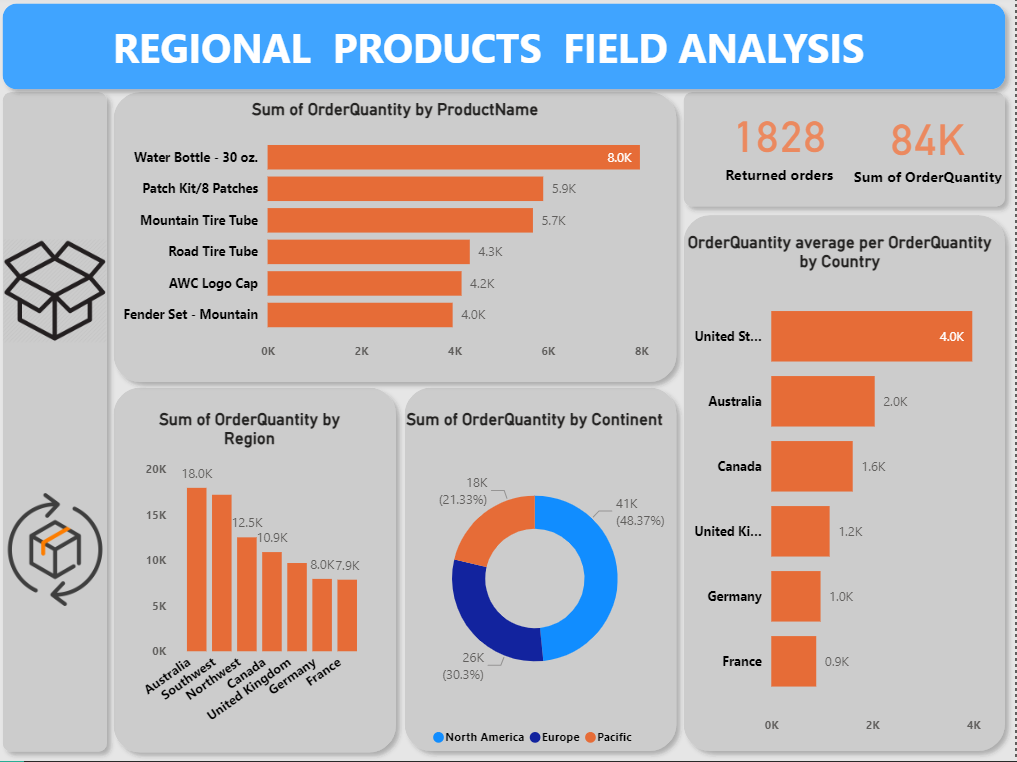 REGIONAL PRODUCTS FIELD ANALYSIS
Sum of OrderQuantity by ProductName
Water Bottle - 30 oz.
8.0K
Patch Kit/8 Patches
5.9K
Mountain Tire Tube
5.7K
Road Tire Tube
4.3K
AWC Logo Cap
4.2K
Fender Set - Mountain
4.0K
0K 2K 4K 6K 8K
1828
Returned orders
84K
Sum of OrderQuantity
OrderQuantity average per OrderQuantity
by Country
United St...
4.0K
Australia
2.0K
Canada
1.6K
United Ki...
1.2K
Germany
1.0K
France
0.9K
0K 2K 4K
Sum of OrderQuantity by
Region
20K
15K
10K
5K
0K
18.0K
12.5K
10.9K
8.0K
7.9K
Australia
Southwest
Northwest
Canada
United Kingdom
Germany
France
Sum of OrderQuantity by Continent
18K
(21.33%)
41K
(48.37%)
26K
(30.3%)
North America Europe Pacific